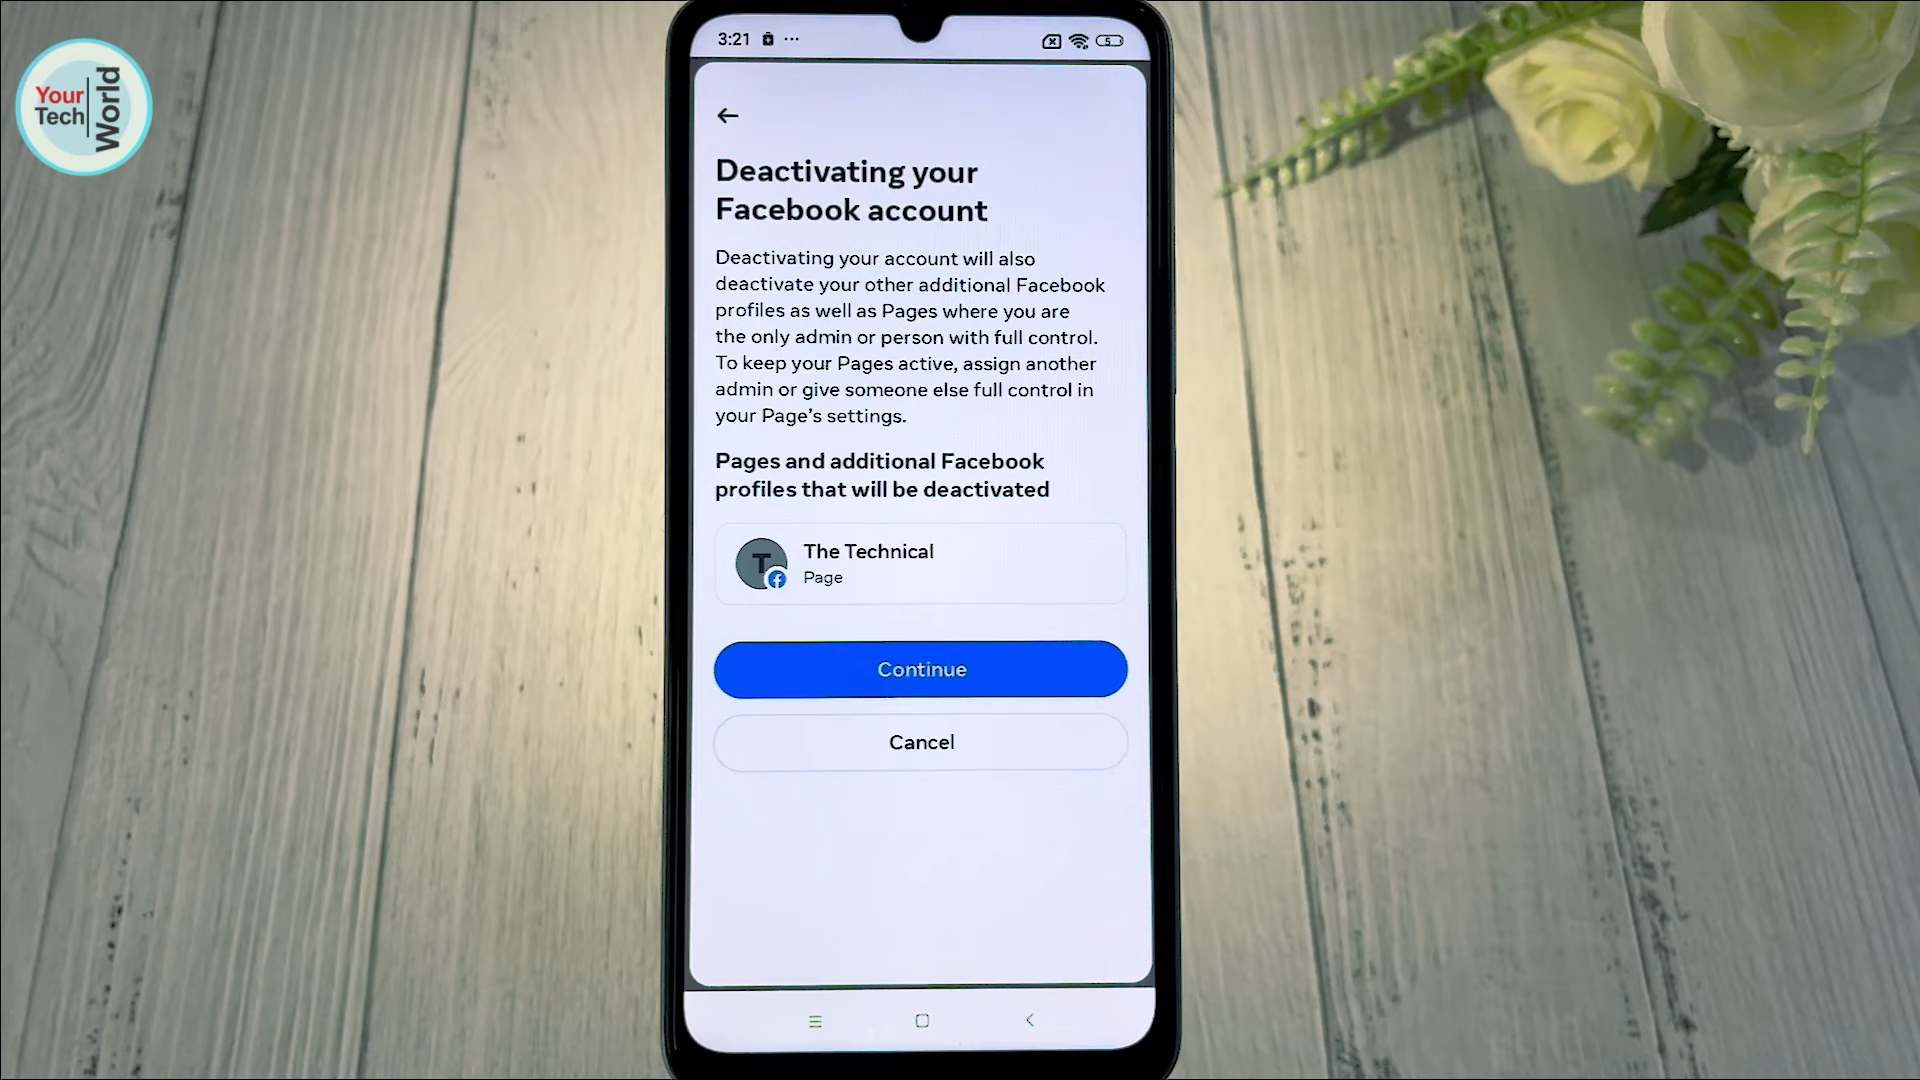 Your
Tech
World
3:21
5
Deactivating your
Facebook account
Deactivating your account will also
deactivate your other additional Facebook
profiles as well as Pages where you are
the only admin or person with full control.
To keep your Pages active, assign another
admin or give someone else full control in
your Page's settings.
Pages and additional Facebook
profiles that will be deactivated
T
The Technical
Page
Continue
Cancel